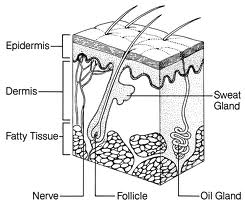 Epidermis
Dermis
Fatty Tissue
Sweat
Gland
Nerve
Follicle
Oil Gland